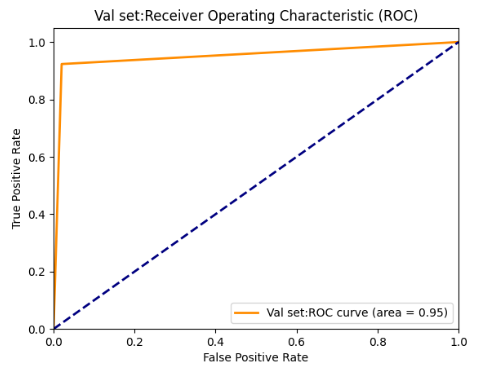 Val set:Receiver Operating Characteristic (ROC)
1.0
0.8
0.6
0.4
0.2
0.0
True Positive Rate
Val set:ROC curve (area = 0.95)
0.0 0.2 0.4 0.6 0.8 1.0
False Positive Rate